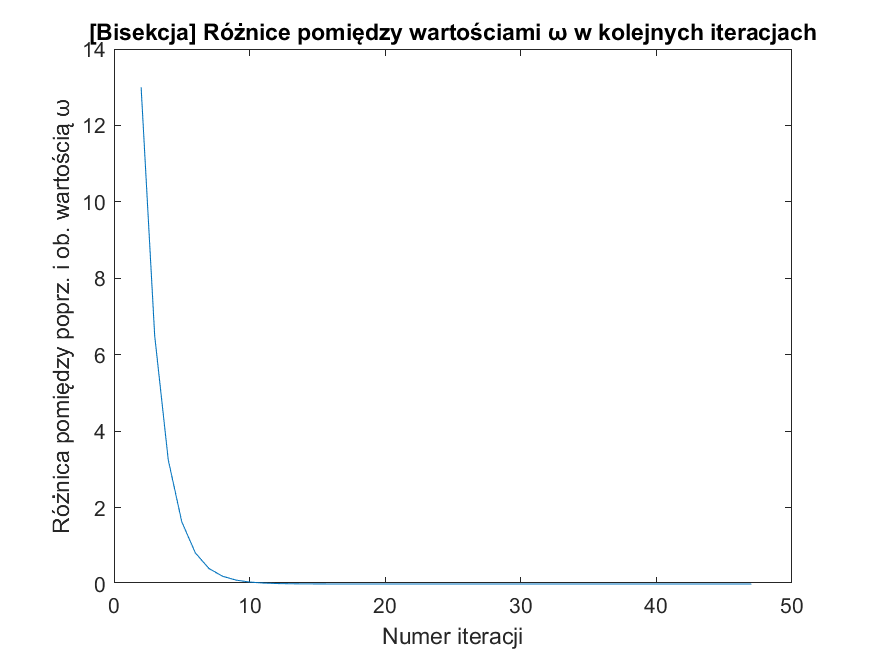 [Bisekcja] Różnice pomiędzy wartościami ω w kolejnych iteracjach
Różnica pomiędzy poprz. i ob. wartością ω
14
12
10
8
6
4
2
0
0 10 20 30 40 50
Numer iteracji